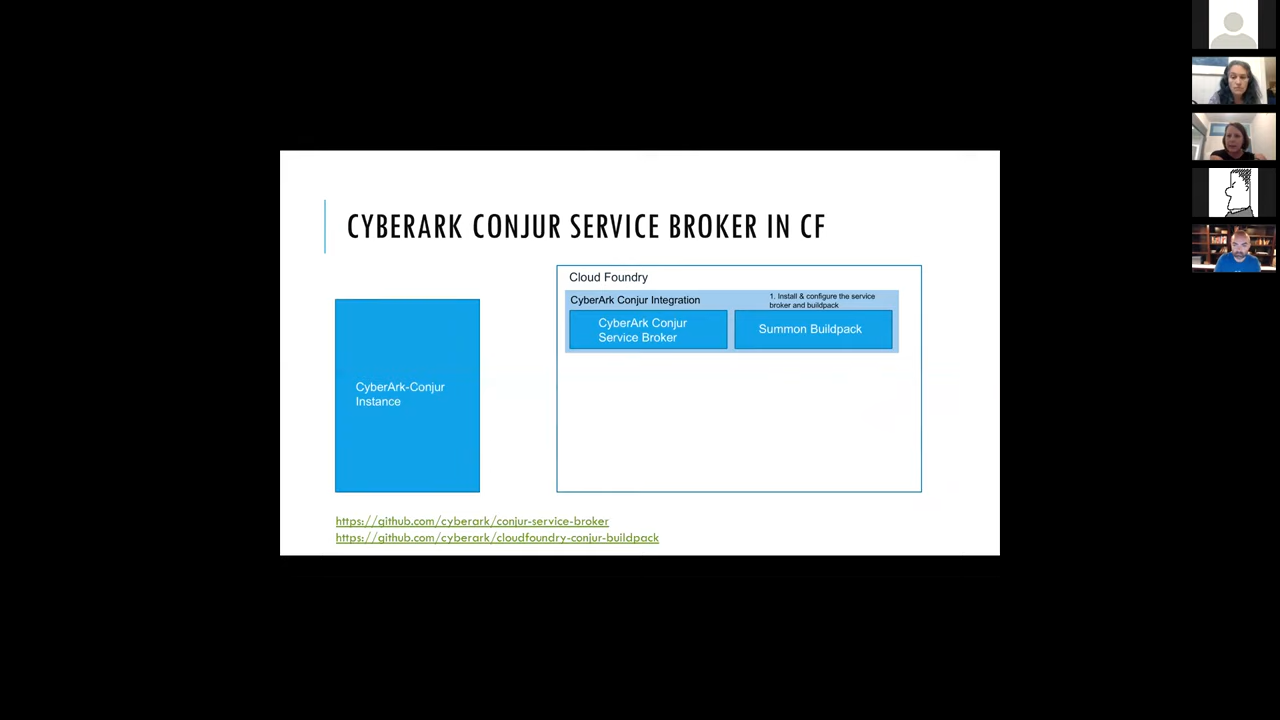 CYBERARK CONJUR SERVICE BROKER IN CF
Cloud Foundry
CyberArk Conjur Integration
1. Install & configure the service
broker and buildpack
CyberArk Conjur
Service Broker
Summon Buildpack
CyberArk-Conjur
Instance
https://github.com/cyberark/conjur-service-broker
https://github.com/cyberark/cloudfoundry-conjur-buildpack